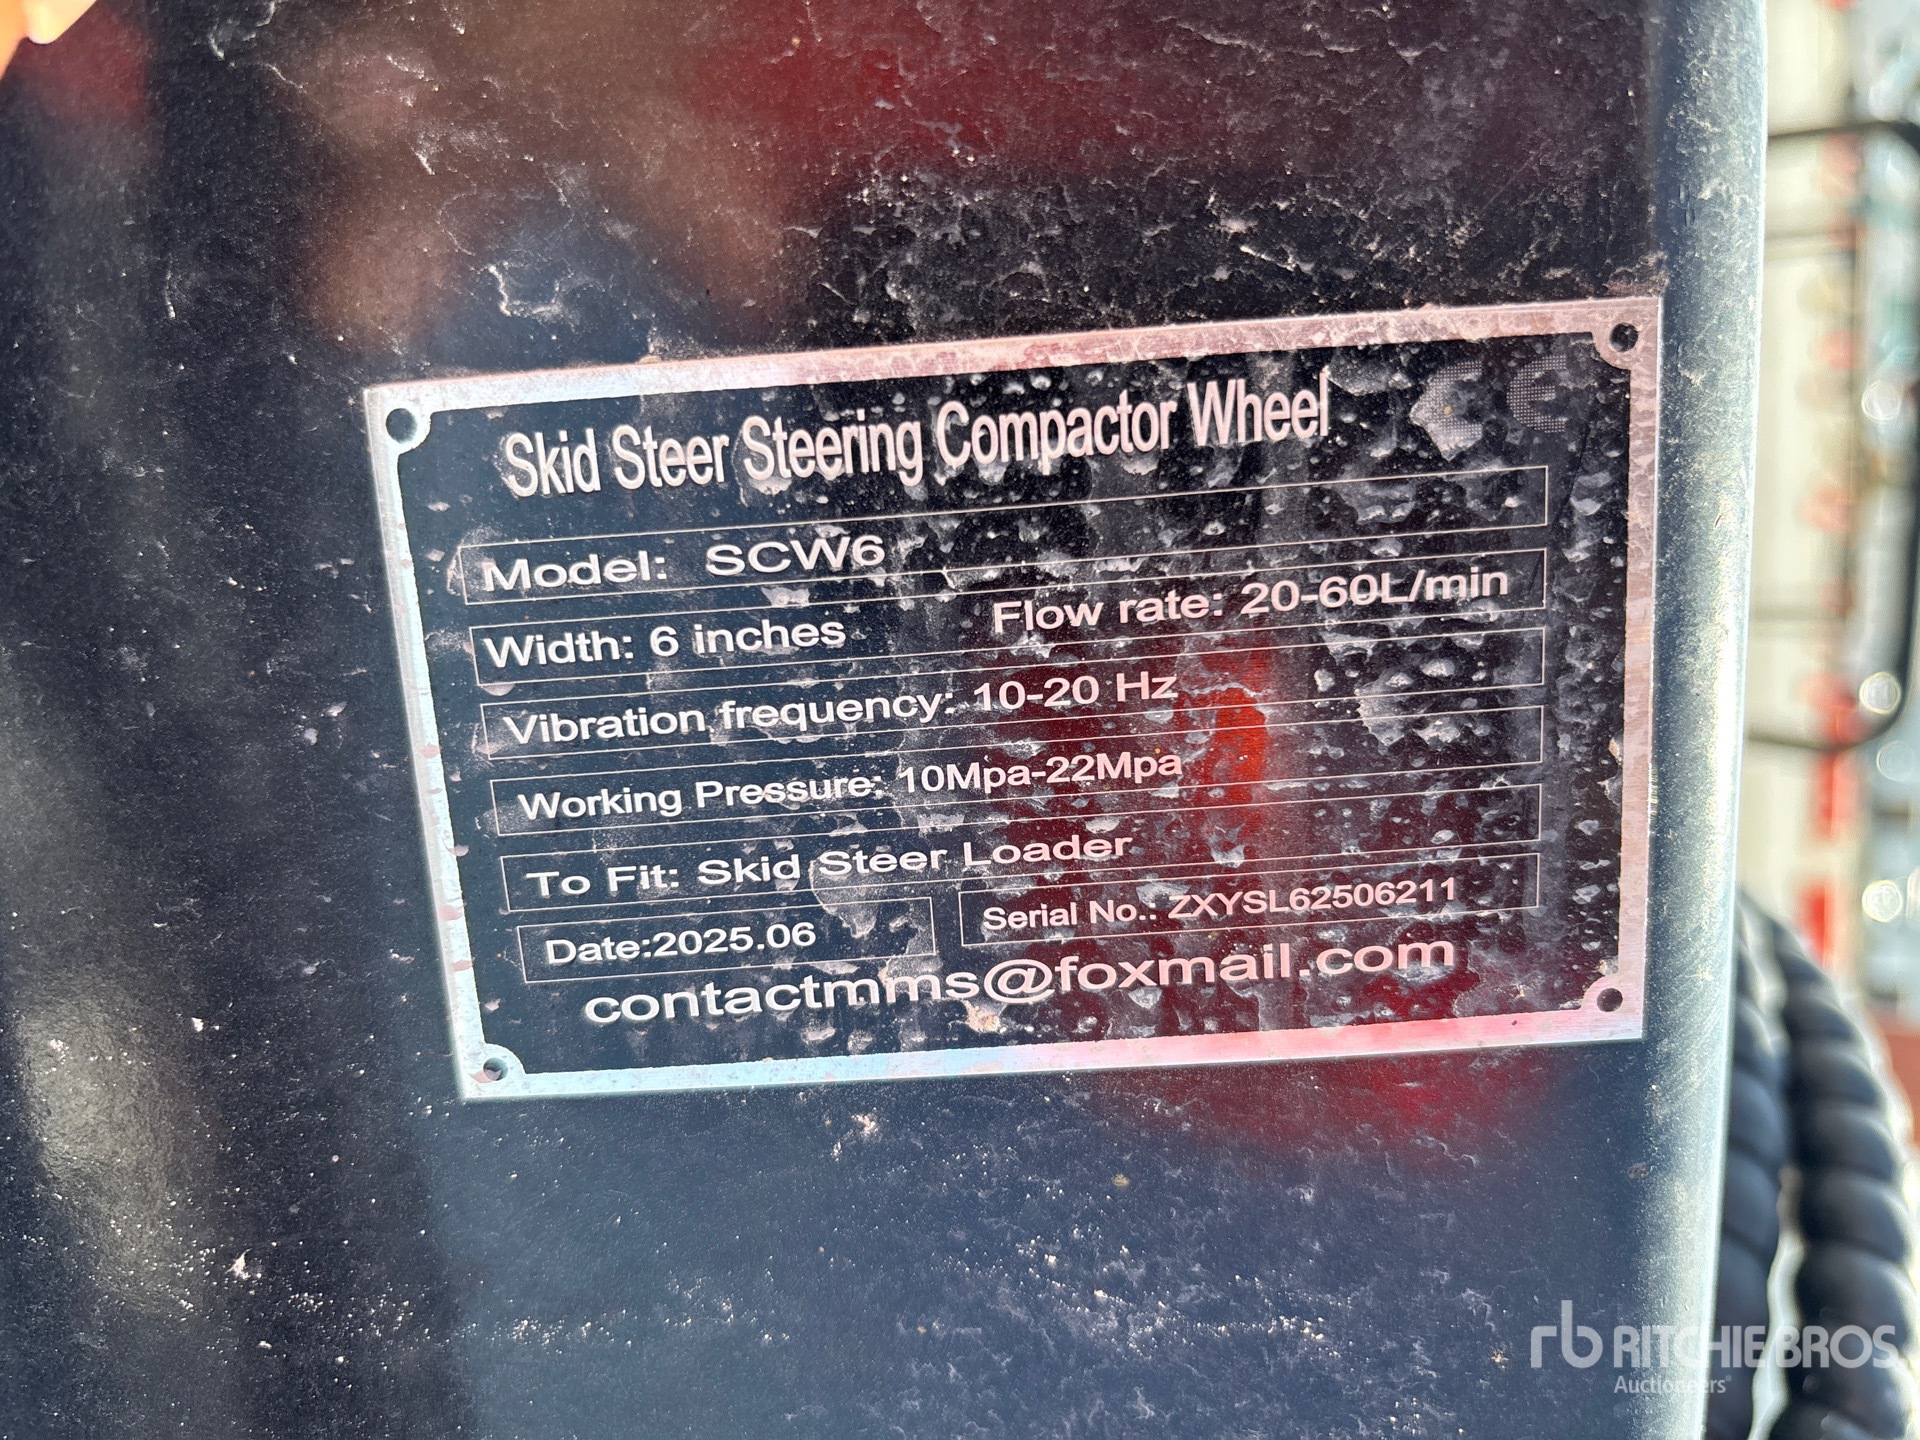 Skid Steer Steering Compactor Wheel CE
Model: SCW6
Width: 6 inches Flow rate: 20-60L/min
Vibration frequency: 10-20 Hz
Working Pressure: 10Mpa-22Mpa
To Fit: Skid Steer Loader
Date:2025.06 Serial No.: ZXYSL62506211
contactmms@foxmail.com
rb RITCHIE BROS
Auctioneers